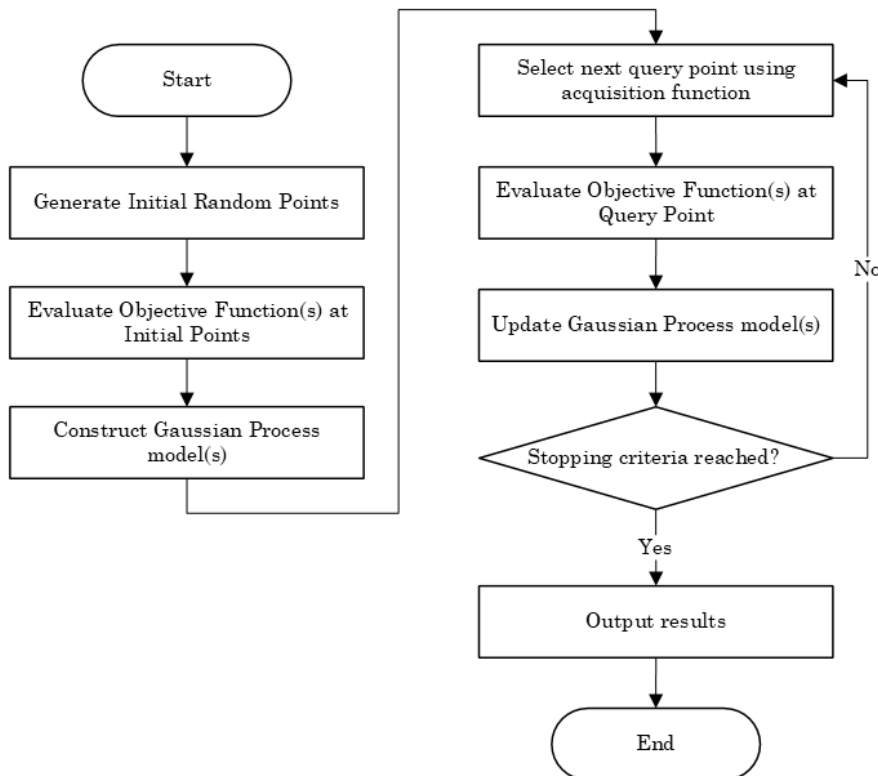 Start
Generate Initial Random Points
Evaluate Objective Function(s) at
Initial Points
Construct Gaussian Process
model(s)
Select next query point using
acquisition function
Evaluate Objective Function(s) at
Query Point
Update Gaussian Process model(s)
Stopping criteria reached?
No
Yes
Output results
End